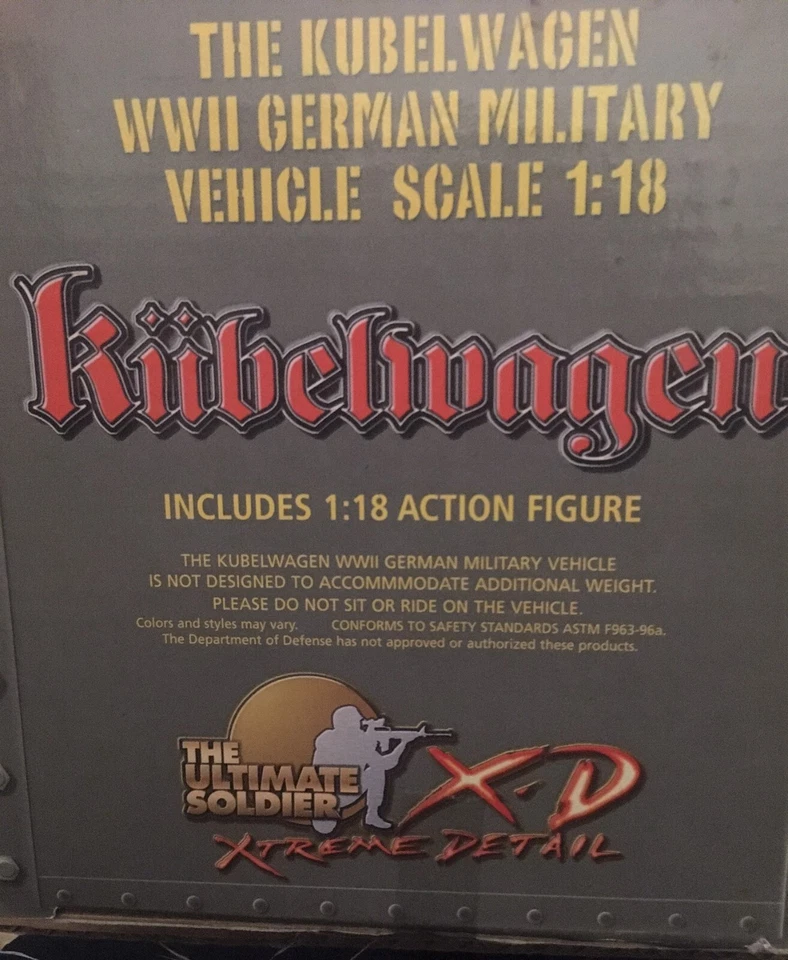 THE KUBELWAGEN
WWII GERMAN MILITARY
VEHICLE SCALE 1:18
Kübelwagen
INCLUDES 1:18 ACTION FIGURE
THE KUBELWAGEN WWII GERMAN MILITARY VEHICLE
IS NOT DESIGNED TO ACCOMMMODATE ADDITIONAL WEIGHT.
PLEASE DO NOT SIT OR RIDE ON THE VEHICLE.
Colors and styles may vary. CONFORMS TO SAFETY STANDARDS ASTM F963-96a.
The Department of Defense has not approved or authorized these products.
THE
ULTIMATE
SOLDIER
X·D
XTREME DETAIL